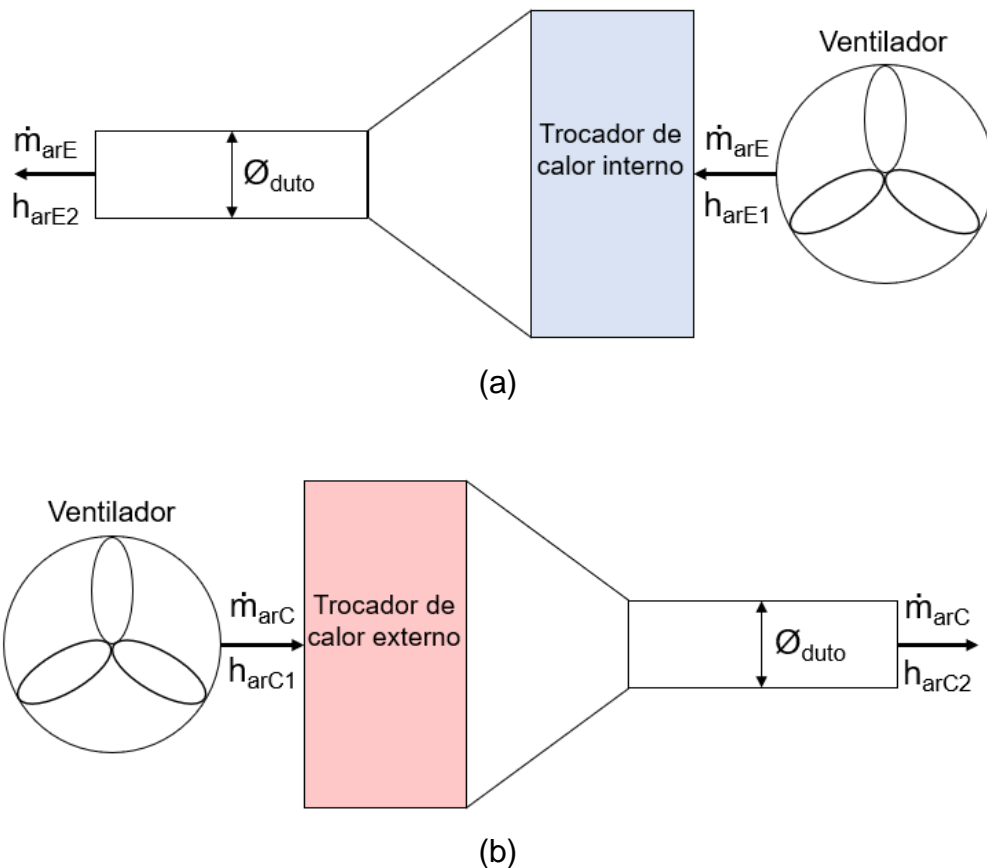 Ventilador
ṁarE
Øduto
Trocador de
calor interno
ṁarE
harE2
harE1
(a)
Ventilador
ṁarC
Trocador de
calor externo
Øduto
ṁarC
harC1
harC2
(b)